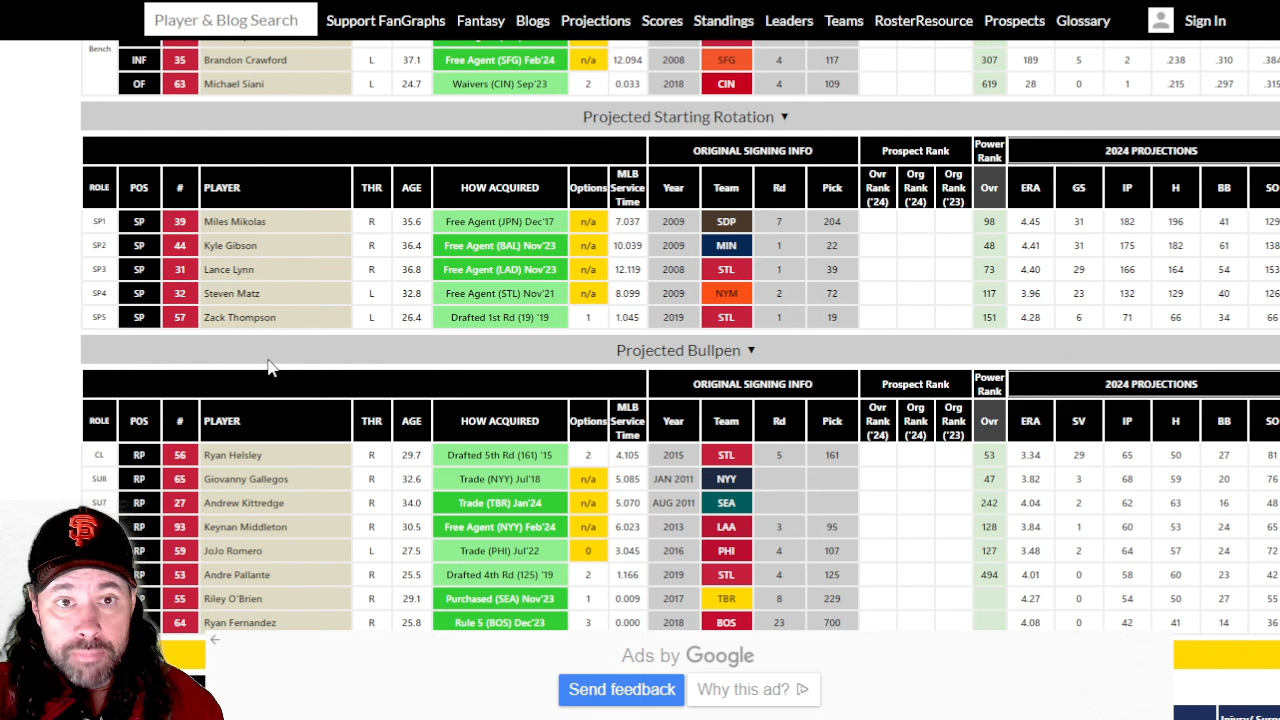 Player & Blog Search Support FanGraphs Fantasy Blogs Projections Scores Standings Leaders Teams RosterResource Prospects Glossary Sign In
Bench
INF 35 Brandon Crawford L 37.1 Free Agent (SFG) Feb'24 n/a 12.094 2008 SFG 4 117 307 189 5 2 .238 .310 .384
OF 63 Michael Siani L 24.7 Waivers (CIN) Sep'23 2 0.033 2018 CIN 4 109 619 28 0 1 .215 .297 .315
Projected Starting Rotation ▼
ORIGINAL SIGNING INFO Prospect Rank Power Rank 2024 PROJECTIONS
ROLE POS # PLAYER THR AGE HOW ACQUIRED Options MLB Service Time Year Team Rd Pick Ovr Rank ('24) Org Rank ('24) Org Rank ('23) Ovr ERA GS IP H BB SO
SP1 SP 39 Miles Mikolas R 35.6 Free Agent (JPN) Dec'17 n/a 7.037 2009 SDP 7 204 98 4.45 31 182 196 41 129
SP2 SP 44 Kyle Gibson R 36.4 Free Agent (BAL) Nov'23 n/a 10.039 2009 MIN 1 22 48 4.41 31 175 182 61 138
SP3 SP 31 Lance Lynn R 36.8 Free Agent (LAD) Nov'23 n/a 12.119 2008 STL 1 39 73 4.40 29 166 164 54 153
SP4 SP 32 Steven Matz L 32.8 Free Agent (STL) Nov'21 n/a 8.099 2009 NYM 2 72 117 3.96 23 132 129 40 126
SP5 SP 57 Zack Thompson L 26.4 Drafted 1st Rd (19) '19 1 1.045 2019 STL 1 19 151 4.28 6 71 66 34 66
Projected Bullpen ▼
ORIGINAL SIGNING INFO Prospect Rank Power Rank 2024 PROJECTIONS
ROLE POS # PLAYER THR AGE HOW ACQUIRED Options MLB Service Time Year Team Rd Pick Ovr Rank ('24) Org Rank ('24) Org Rank ('23) Ovr ERA SV IP H BB SO
CL RP 56 Ryan Helsley R 29.7 Drafted 5th Rd (161) '15 2 4.105 2015 STL 5 161 53 3.34 29 65 50 27 81
SU8 RP 65 Giovanny Gallegos R 32.6 Trade (NYY) Jul'18 n/a 5.085 JAN 2011 NYY 47 3.82 3 68 59 20 76
SU7 RP 27 Andrew Kittredge R 34.0 Trade (TBR) Jan'24 n/a 5.070 AUG 2011 SEA 242 4.04 2 62 63 16 48
RP 93 Keynan Middleton R 30.5 Free Agent (NYY) Feb'24 n/a 6.023 2013 LAA 3 95 128 3.84 1 60 53 24 65
RP 59 JoJo Romero L 27.5 Trade (PHI) Jul'22 0 3.045 2016 PHI 4 107 127 3.48 2 64 57 24 72
RP 53 Andre Pallante R 25.5 Drafted 4th Rd (125) '19 2 1.166 2019 STL 4 125 494 4.01 0 58 60 23 42
RP 55 Riley O'Brien R 29.1 Purchased (SEA) Nov'23 1 0.009 2017 TBR 8 229 4.27 0 54 50 27 55
64 Ryan Fernandez R 25.8 Rule 5 (BOS) Dec'23 3 0.000 2018 BOS 23 700 4.08 0 42 41 14 36
Ads by Google
Send feedback Why this ad?